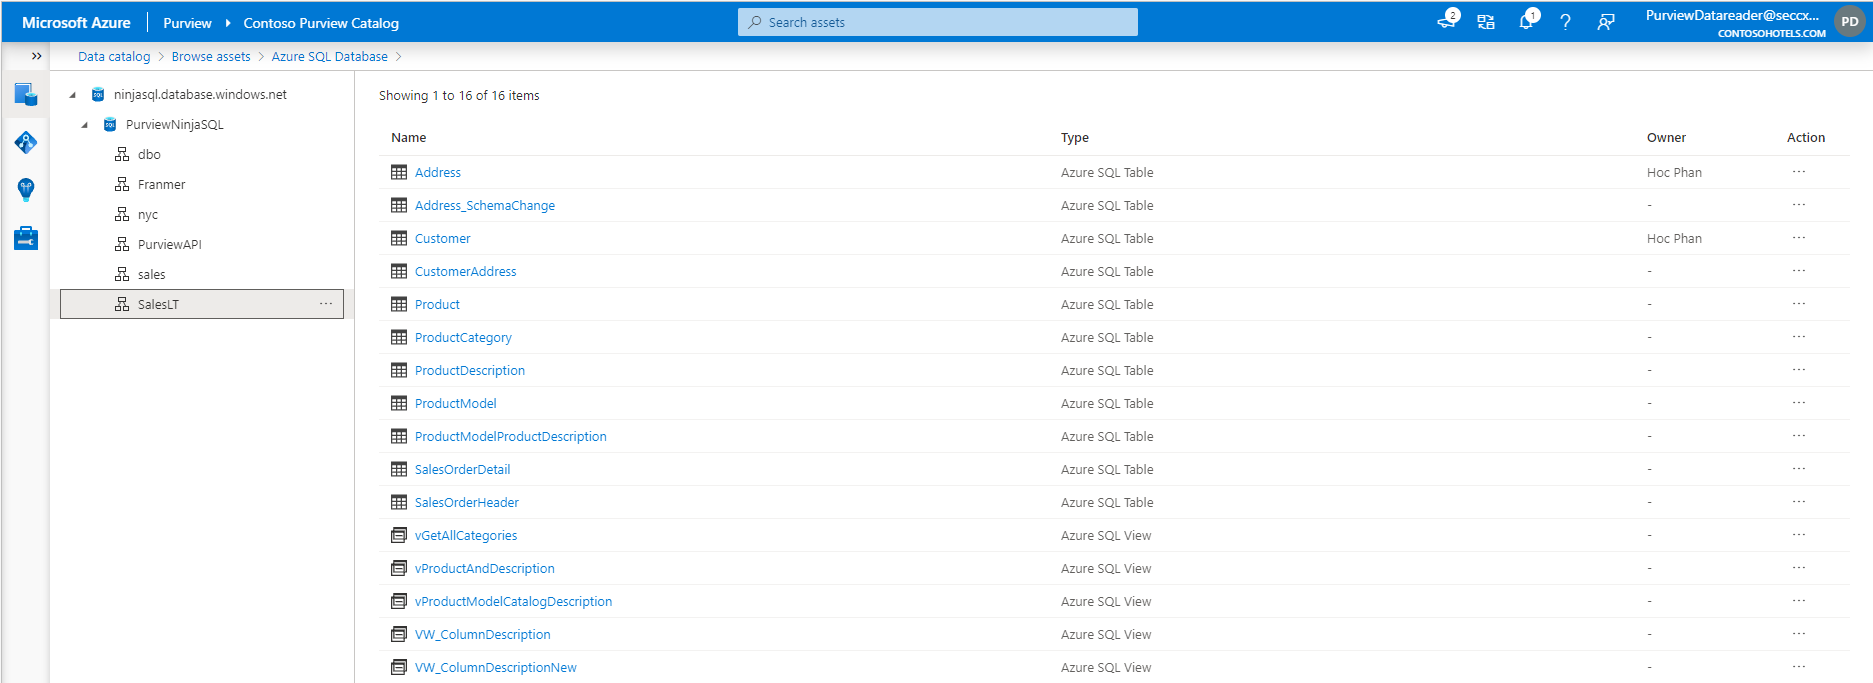 Microsoft Azure Purview Contoso Purview Catalog Search assets 2 1 ? PurviewDatareader@seccx... PD
CONTOSOHOTELS.COM
Data catalog > Browse assets > Azure SQL Database >
ninjasql.database.windows.net
PurviewNinjaSQL
dbo
Franmer
nyc
PurviewAPI
sales
SalesLT ...
Showing 1 to 16 of 16 items
Name Type Owner Action
Address Azure SQL Table Hoc Phan ...
Address_SchemaChange Azure SQL Table - ...
Customer Azure SQL Table Hoc Phan ...
CustomerAddress Azure SQL Table - ...
Product Azure SQL Table - ...
ProductCategory Azure SQL Table - ...
ProductDescription Azure SQL Table - ...
ProductModel Azure SQL Table - ...
ProductModelProductDescription Azure SQL Table - ...
SalesOrderDetail Azure SQL Table - ...
SalesOrderHeader Azure SQL Table - ...
vGetAllCategories Azure SQL View - ...
vProductAndDescription Azure SQL View - ...
vProductModelCatalogDescription Azure SQL View - ...
VW_ColumnDescription Azure SQL View - ...
VW_ColumnDescriptionNew Azure SQL View - ...